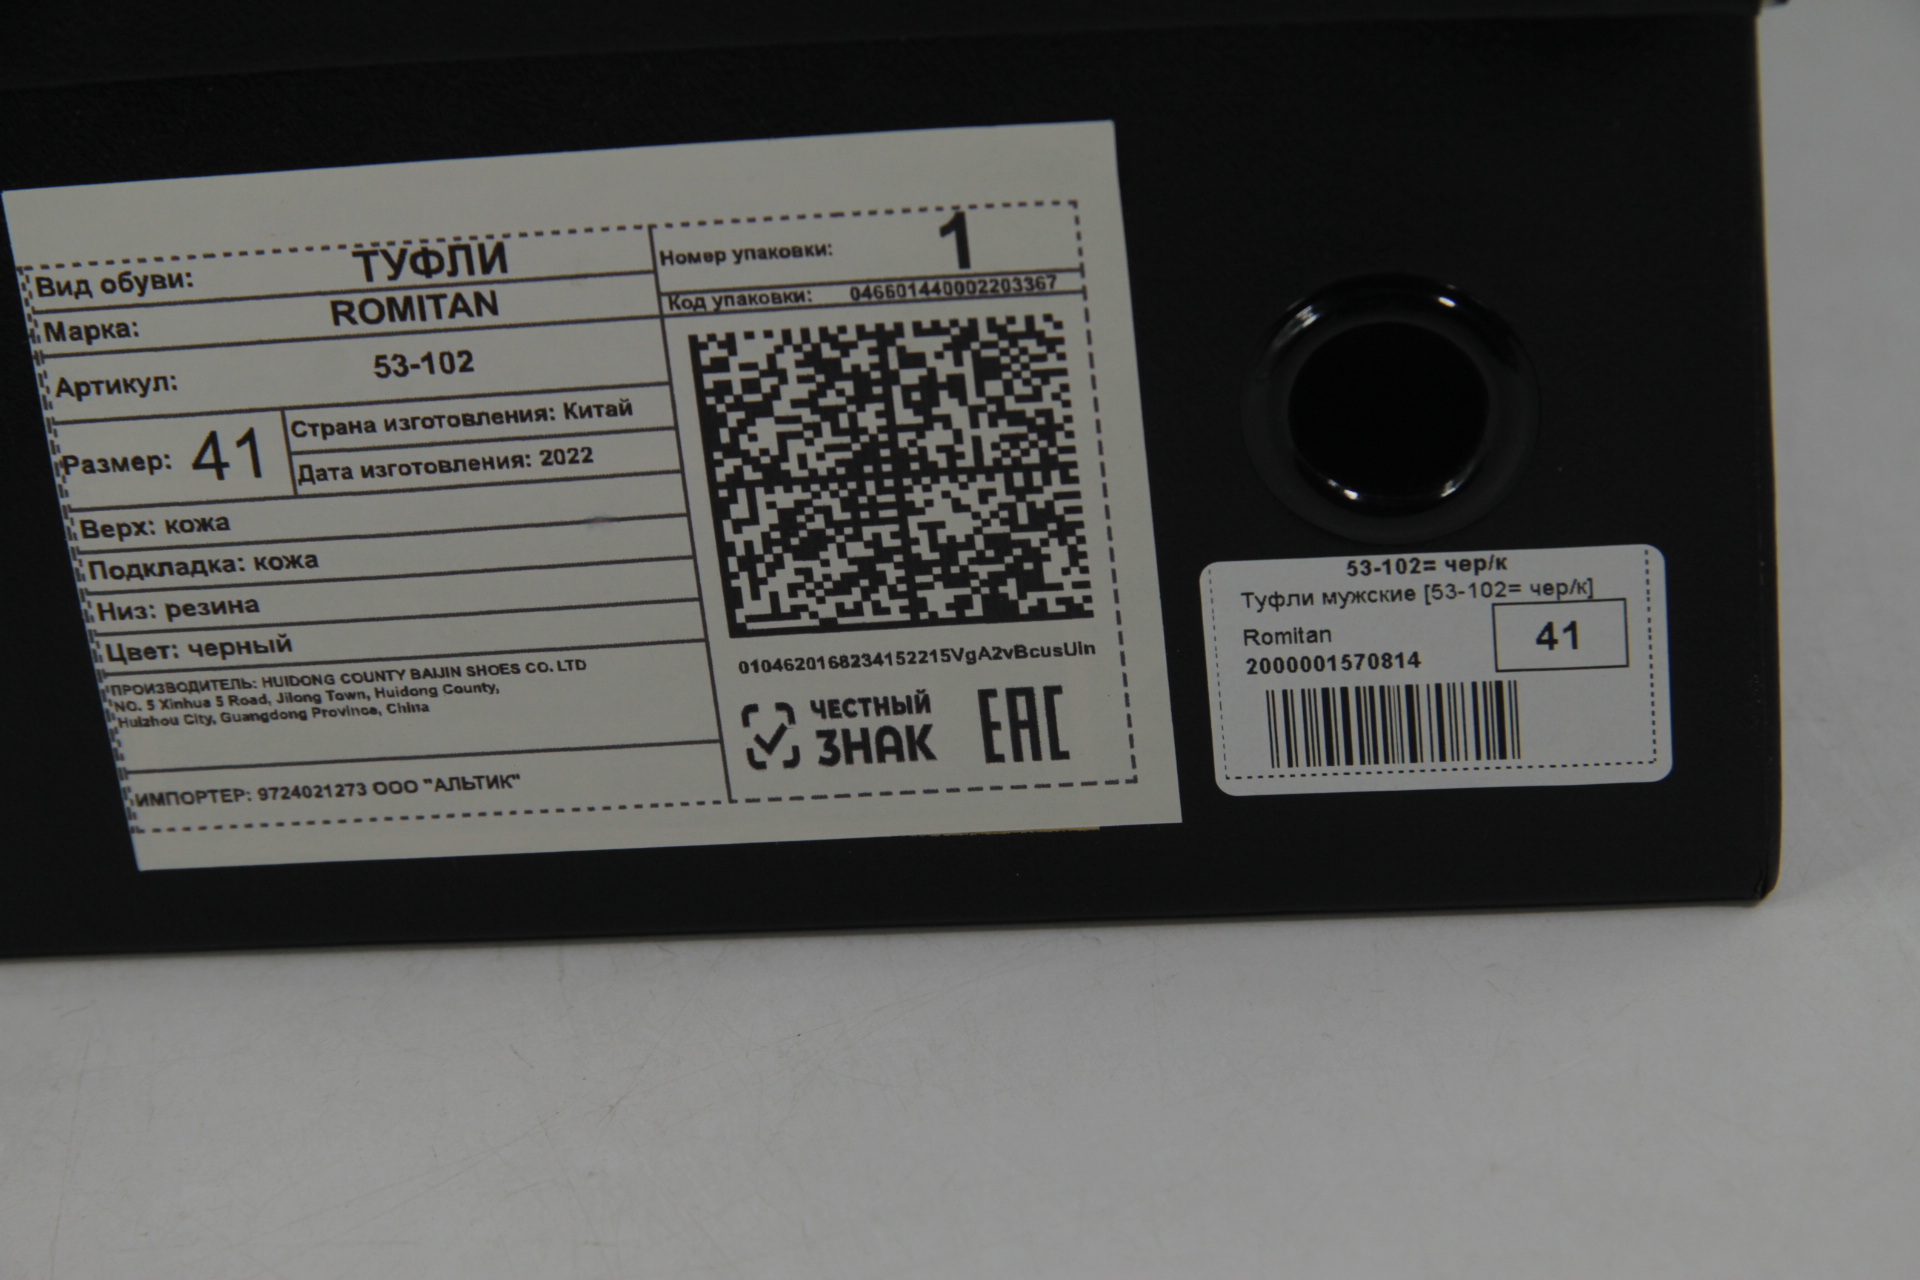 Вид обуви: ТУФЛИ
Марка: ROMITAN
Артикул: 53-102
Размер: 41
Страна изготовления: Китай
Дата изготовления: 2022
Верх: кожа
Подкладка: кожа
Низ: резина
Цвет: черный
ПРОИЗВОДИТЕЛЬ: HUIDONG COUNTY BAIJIN SHOES CO. LTD
NO. 5 Xinhua 5 Road, Jilong Town, Huidong County,
Huizhou City, Guangdong Province, China
ИМПОРТЕР: 9724021273 ООО "АЛЬТИК"
Номер упаковки: 1
Код упаковки: 046601440002203367
0104620168234152215VgA2vBcusUln
ЧЕСТНЫЙ
ЗНАК
EAC
53-102= чер/к
Туфли мужские [53-102= чер/к]
Romitan
41
2000001570814